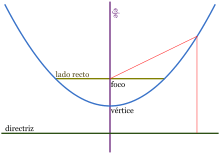 eje
lado recto
foco
vértice
directriz